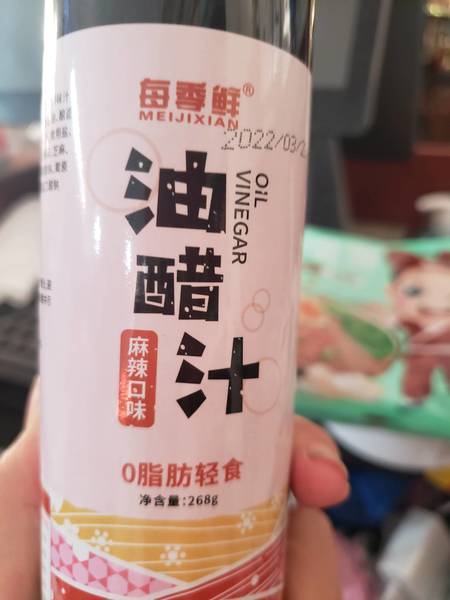 每季鲜®
MEIJIXIAN
2022/03/2
油醋汁
OiL
VINEGAR
麻辣口味
0脂肪轻食
净含量:268g